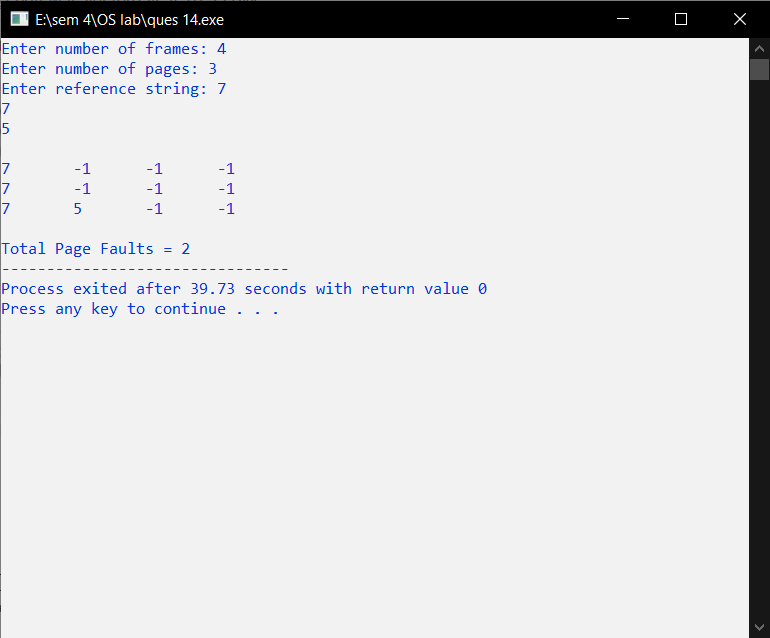 E:\sem 4\OS lab\ques 14.exe
Enter number of frames: 4
Enter number of pages: 3
Enter reference string: 7
7
5
7 -1 -1 -1
7 -1 -1 -1
7 5 -1 -1
Total Page Faults = 2
--------------------------------
Process exited after 39.73 seconds with return value 0
Press any key to continue . . .